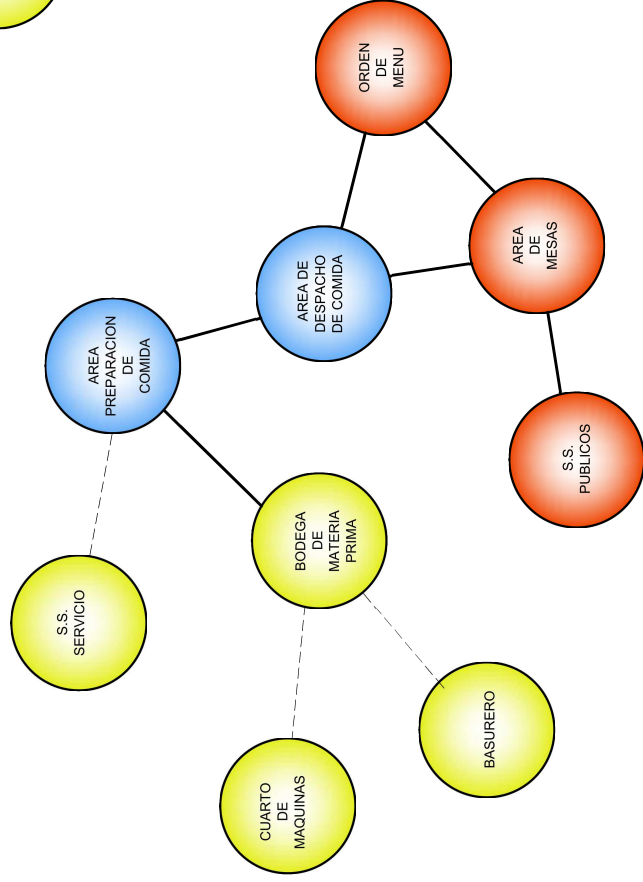 ORDEN
DE
MENU
AREA
DE
MESAS
AREA DE
DESPACHO
DE COMIDA
AREA
PREPARACION
DE
COMIDA
S.S.
PUBLICOS
BODEGA
DE
MATERIA
PRIMA
S.S.
SERVICIO
BASURERO
CUARTO
DE
MAQUINAS